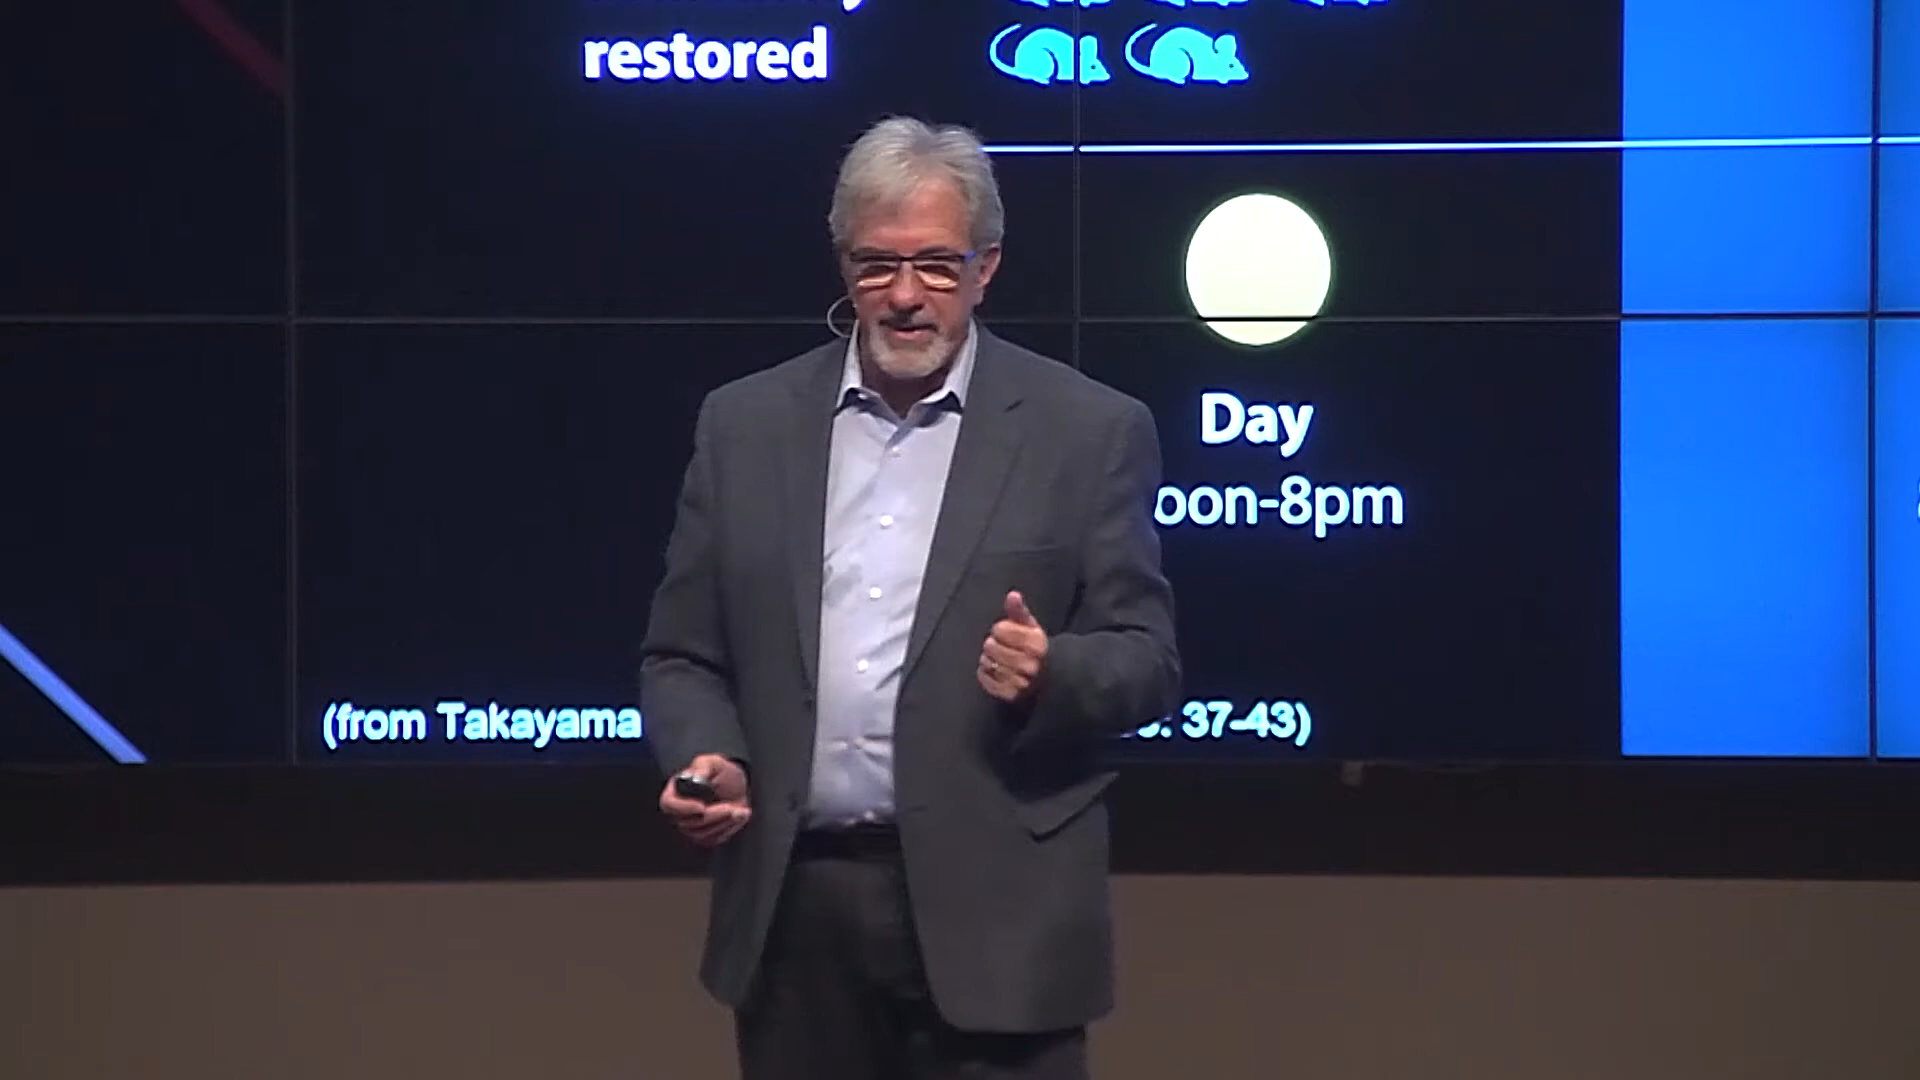 restored
Day
oon-8pm
(from Takayama
: 37-43)